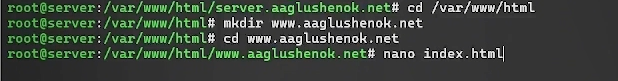 root@server:/var/www/html/server.aaglushenok.net# cd /var/www/html
root@server:/var/www/html# mkdir www.aaglushenok.net
root@server:/var/www/html# cd www.aaglushenok.net
root@server:/var/www/html/www.aaglushenok.net# nano index.html